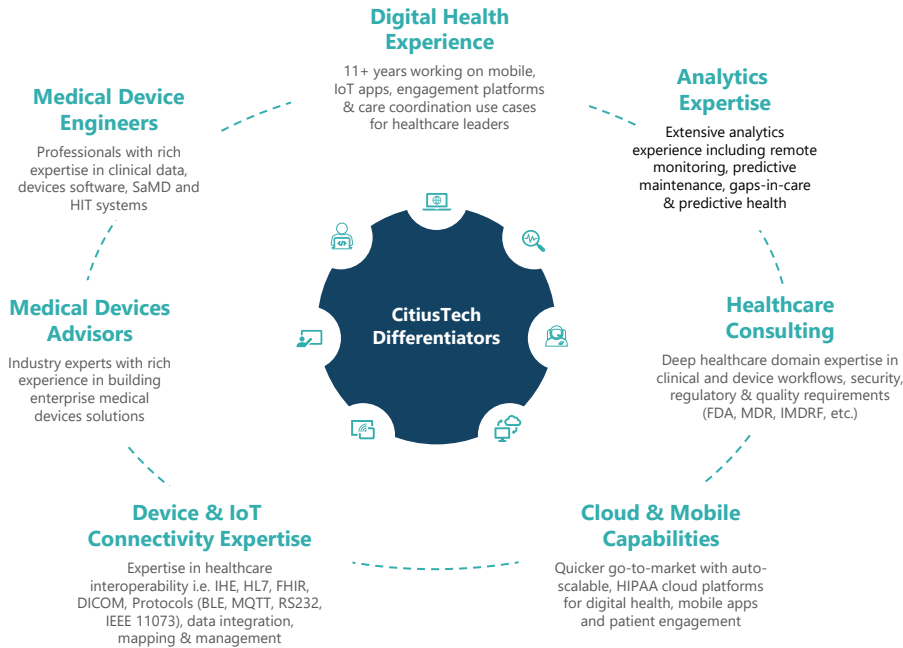 Digital Health
Experience
11+ years working on mobile,
IoT apps, engagement platforms
& care coordination use cases
for healthcare leaders
Analytics
Expertise
Extensive analytics
experience including remote
monitoring, predictive
maintenance, gaps-in-care
& predictive health
Healthcare
Consulting
Deep healthcare domain expertise in
clinical and device workflows, security,
regulatory & quality requirements
(FDA, MDR, IMDRF, etc.)
Cloud & Mobile
Capabilities
Quicker go-to-market with auto-
scalable, HIPAA cloud platforms
for digital health, mobile apps
and patient engagement
Device & IoT
Connectivity Expertise
Expertise in healthcare
interoperability i.e. IHE, HL7, FHIR,
DICOM, Protocols (BLE, MQTT, RS232,
IEEE 11073), data integration,
mapping & management
Medical Devices
Advisors
Industry experts with rich
experience in building
enterprise medical
devices solutions
Medical Device
Engineers
Professionals with rich
expertise in clinical data,
devices software, SaMD and
HIT systems
CitiusTech
Differentiators